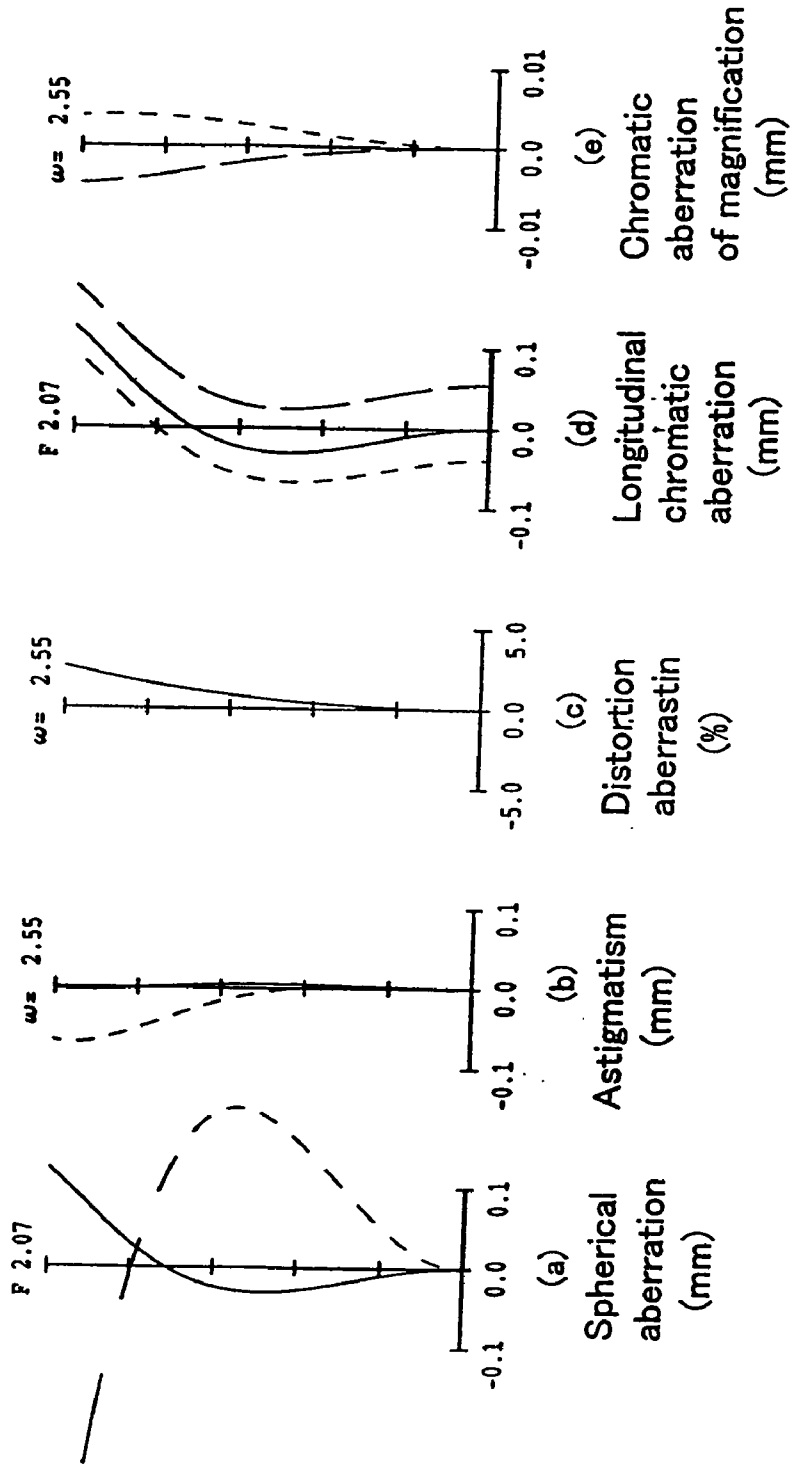 F 2.07
-0.1 0.0 0.1
(a)
Spherical
aberration
(mm)
ω= 2.55
-0.1 0.0 0.1
(b)
Astigmatism
(mm)
ω= 2.55
-5.0 0.0 5.0
(c)
Distortion
aberrastin
(%)
F 2.07
-0.1 0.0 0.1
(d)
Longitudinal
chromatic
aberration
(mm)
ω= 2.55
-0.01 0.0 0.01
(e)
Chromatic
aberration
of magnification
(mm)